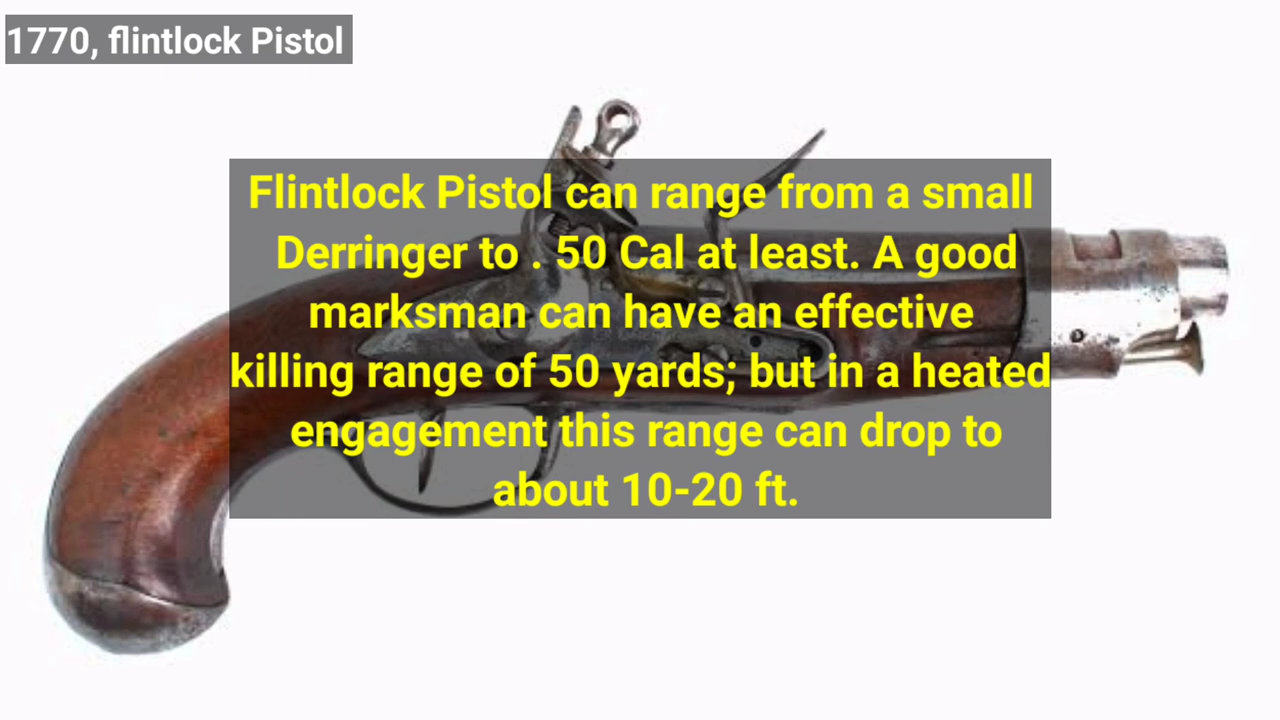 1770, flintlock Pistol
Flintlock Pistol can range from a small
Derringer to . 50 Cal at least. A good
marksman can have an effective
killing range of 50 yards; but in a heated
engagement this range can drop to
about 10-20 ft.